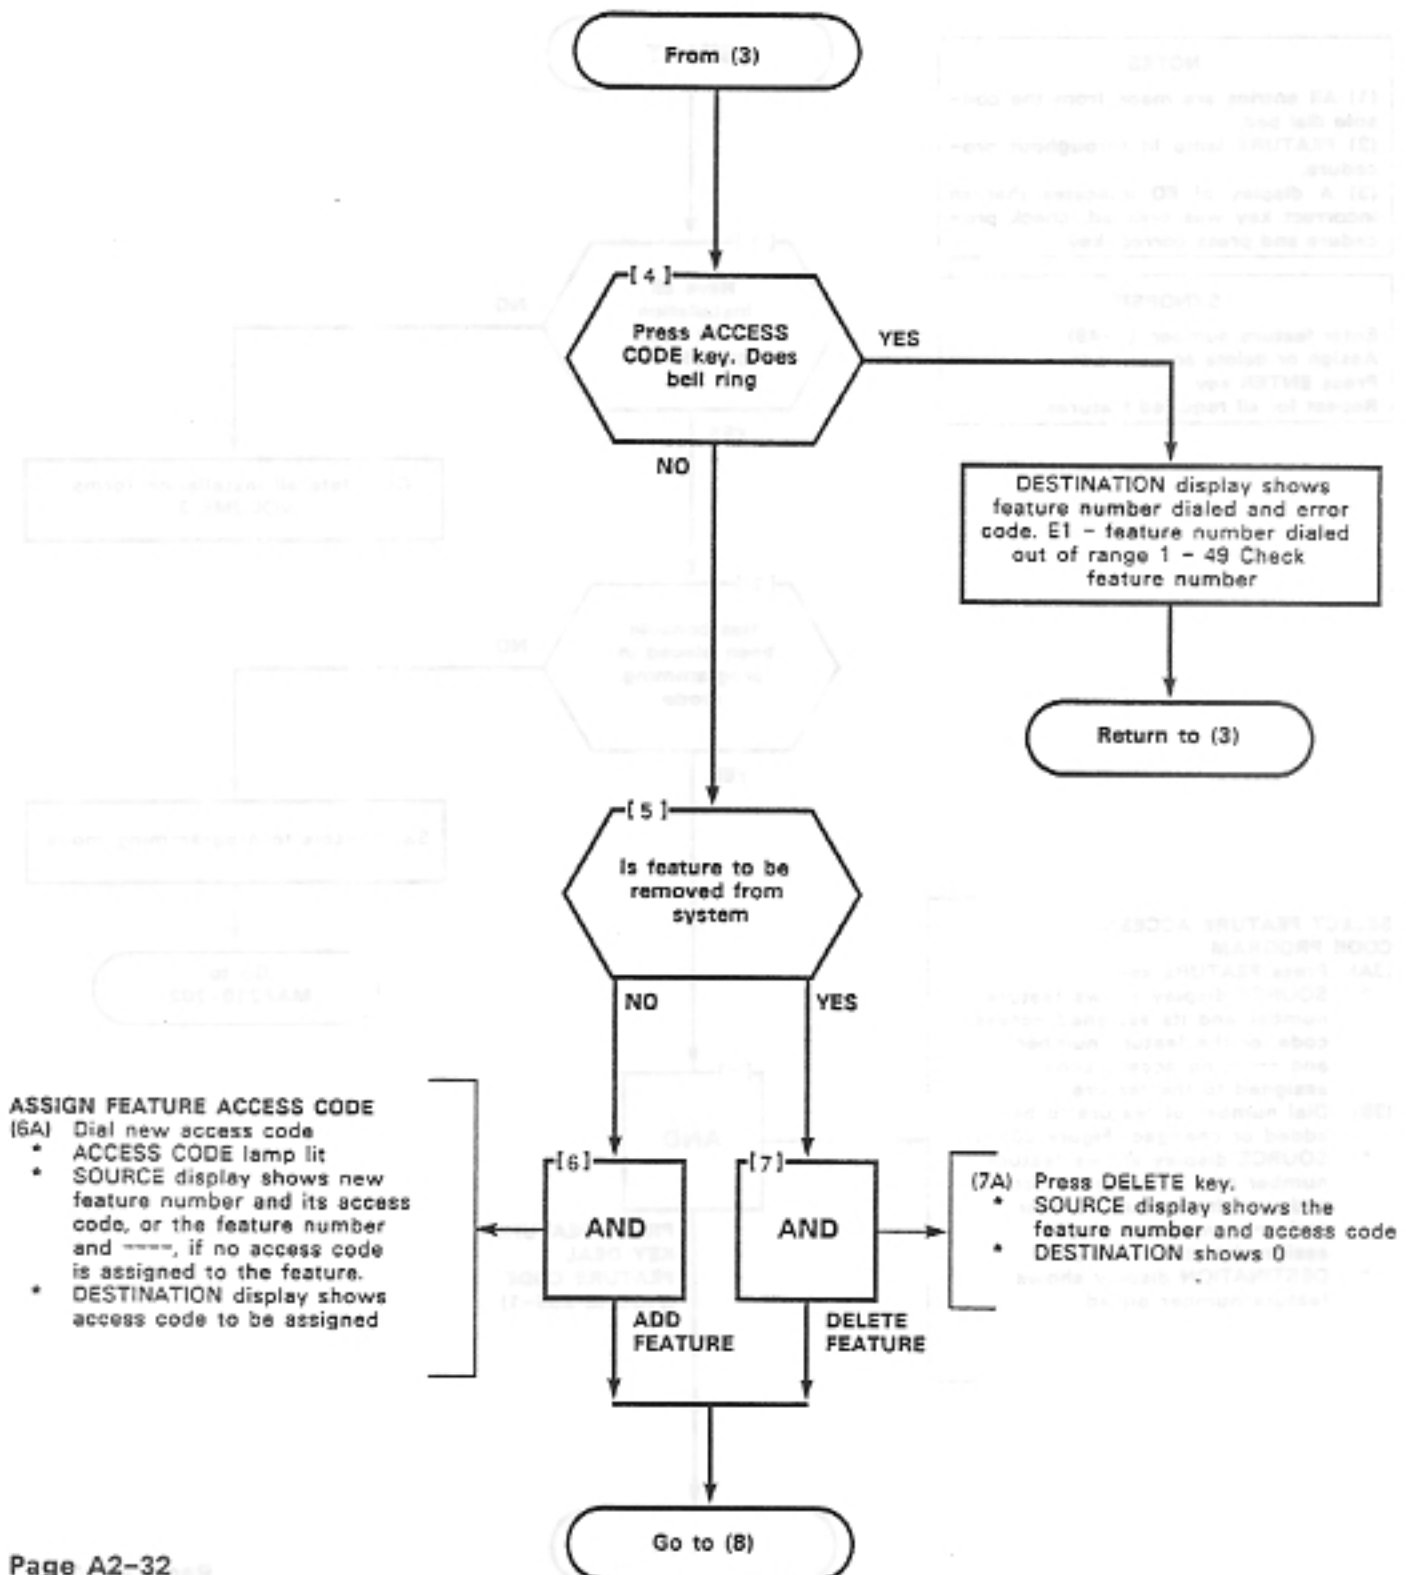 From (3)
[ 4 ]
Press ACCESS
CODE key. Does
bell ring
YES
NO
DESTINATION display shows
feature number dialed and error
code. E1 - feature number dialed
out of range 1 - 49 Check
feature number
Return to (3)
[ 5 ]
Is feature to be
removed from
system
NO
YES
ASSIGN FEATURE ACCESS CODE
(6A) Dial new access code
* ACCESS CODE lamp lit
* SOURCE display shows new
feature number and its access
code, or the feature number
and ----, if no access code
is assigned to the feature.
* DESTINATION display shows
access code to be assigned
[ 6 ]
AND
[ 7 ]
AND
(7A) Press DELETE key.
* SOURCE display shows the
feature number and access code
* DESTINATION shows 0
ADD
FEATURE
DELETE
FEATURE
Go to (8)
Page A2-32